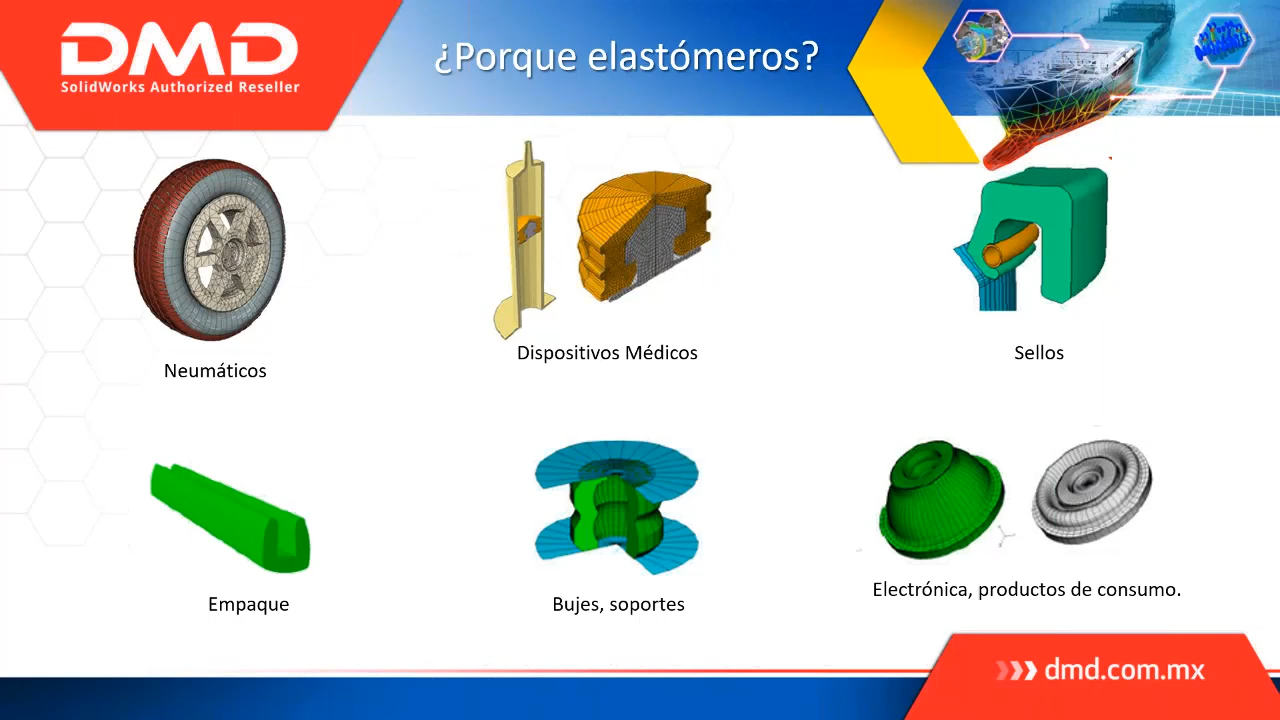 DMD
SolidWorks Authorized Reseller
¿Porque elastómeros?
Neumáticos
Dispositivos Médicos
Sellos
Empaque
Bujes, soportes
Electrónica, productos de consumo.
dmd.com.mx